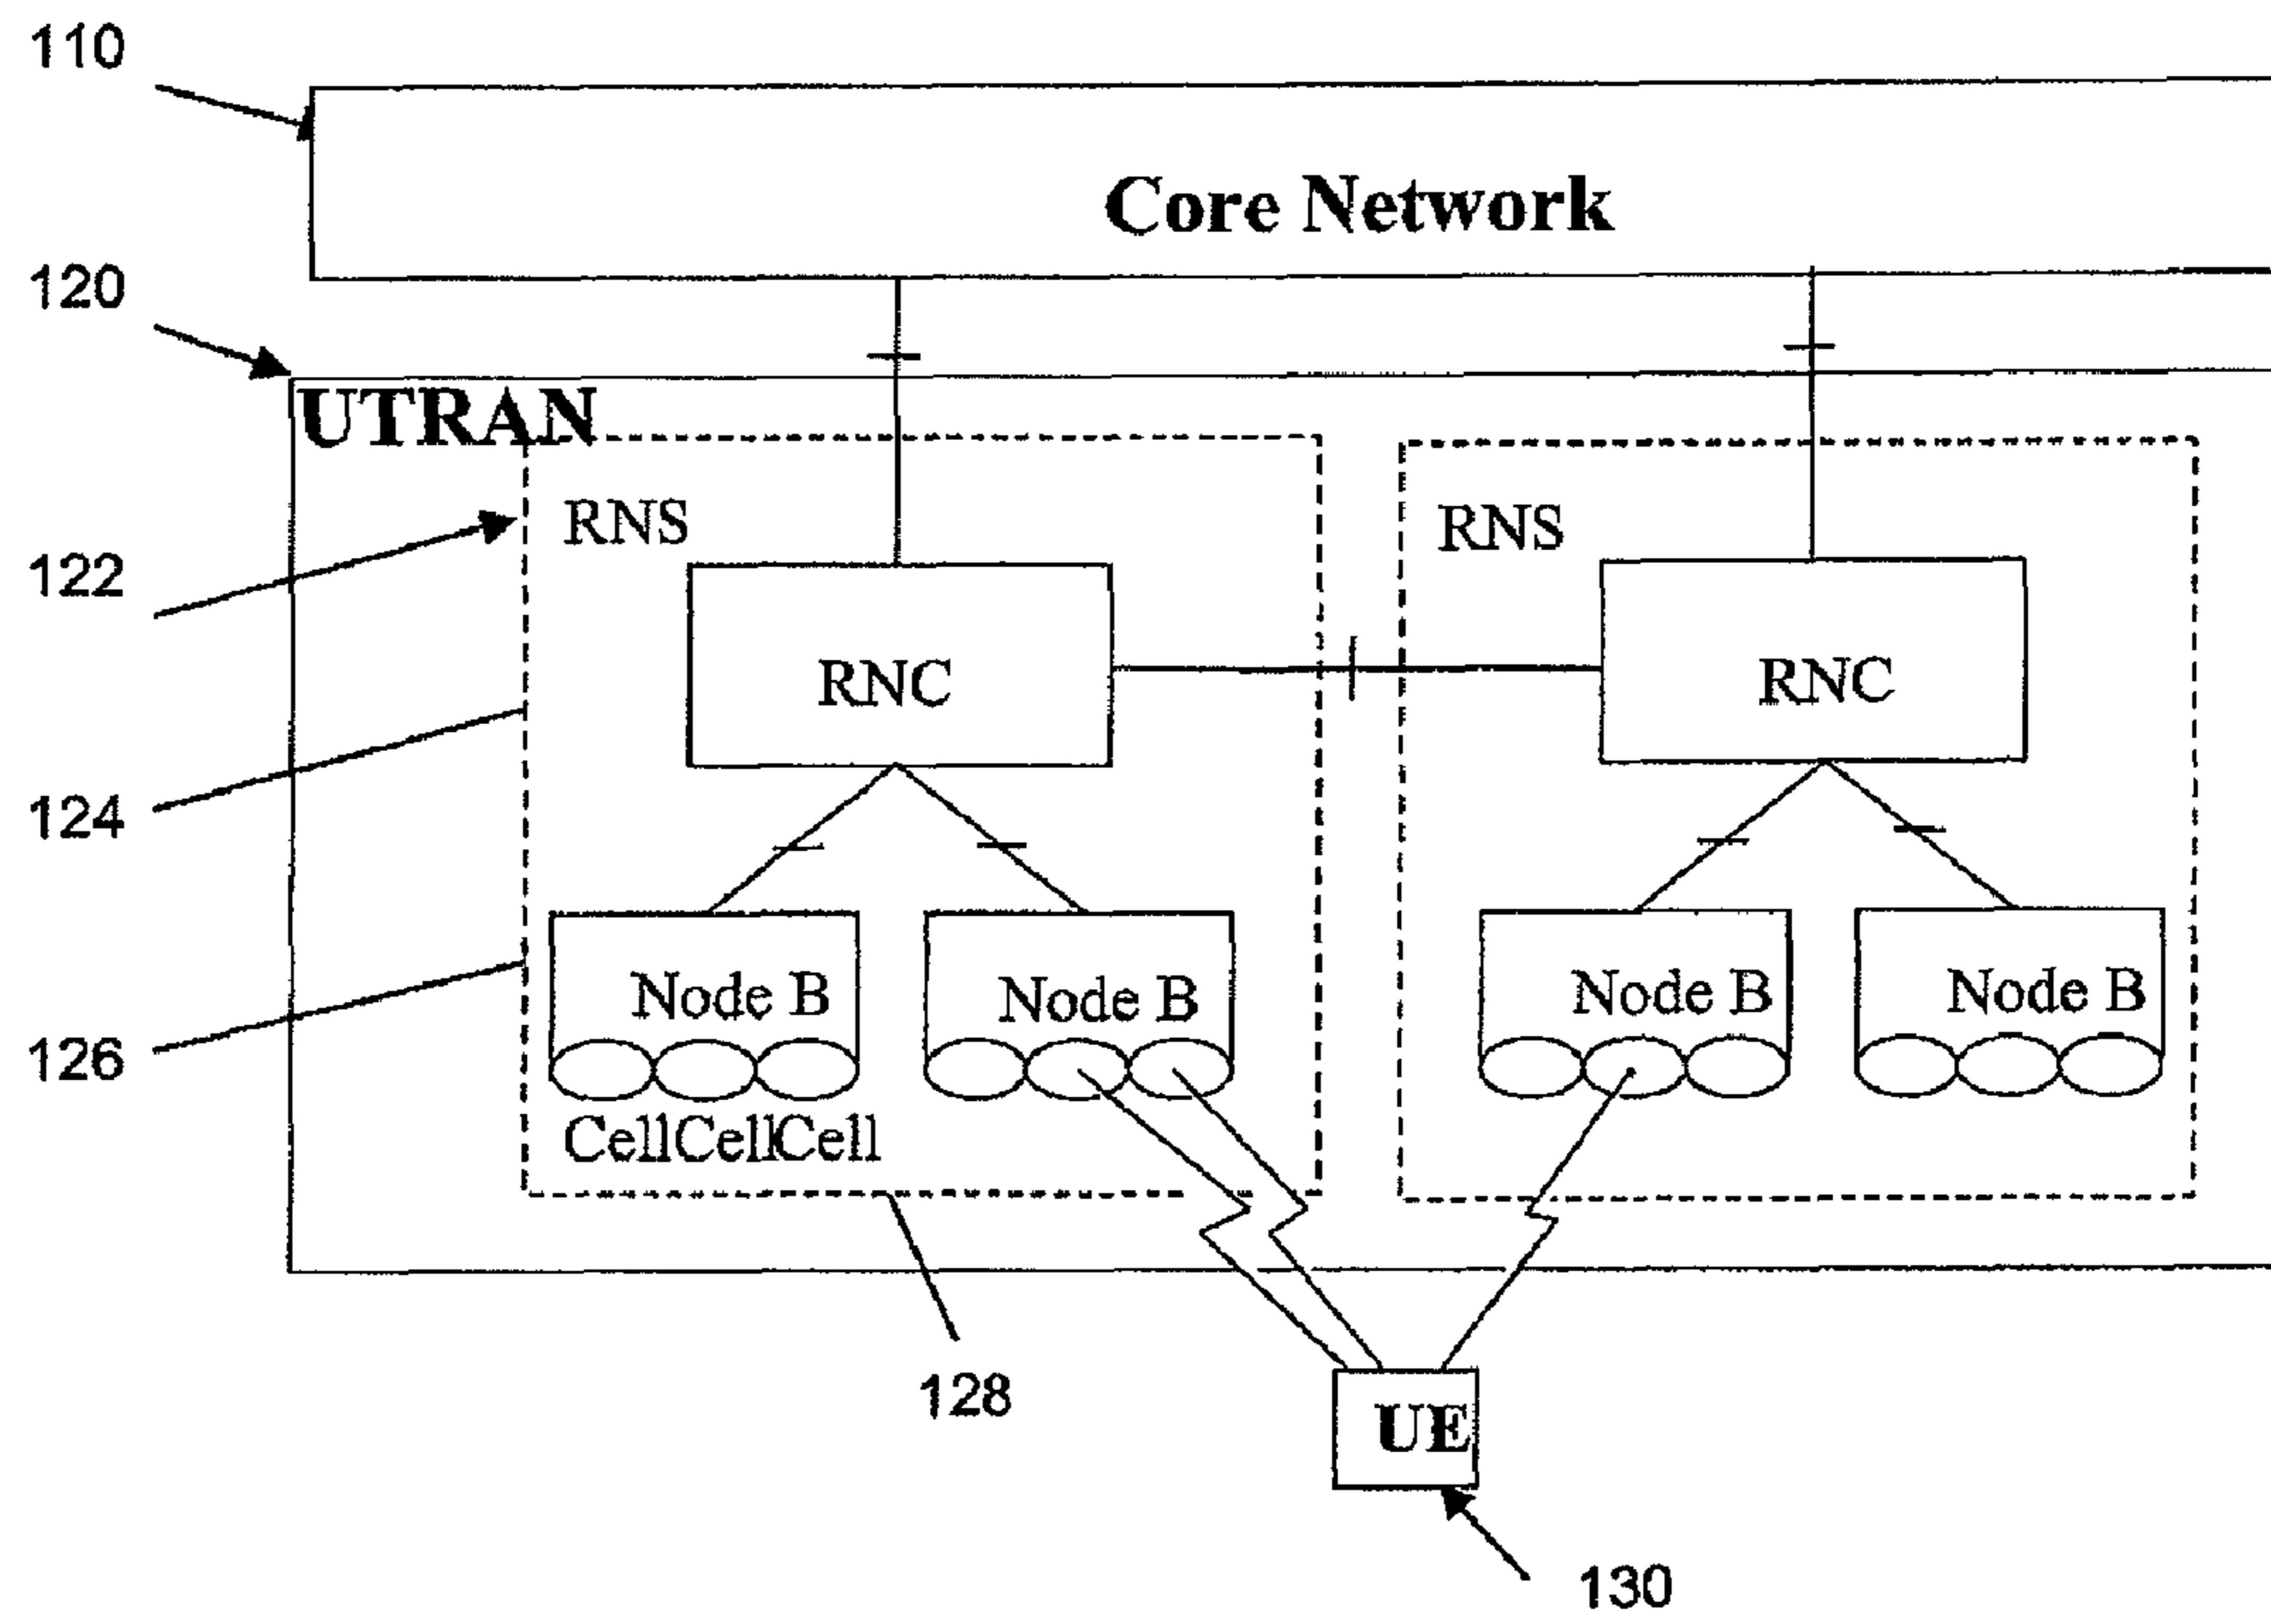 110
Core Network
120
UTRAN
RNS
RNS
122
RNC
RNC
124
Node B
Node B
Node B
Node B
126
CellCellCell
128
UE
130